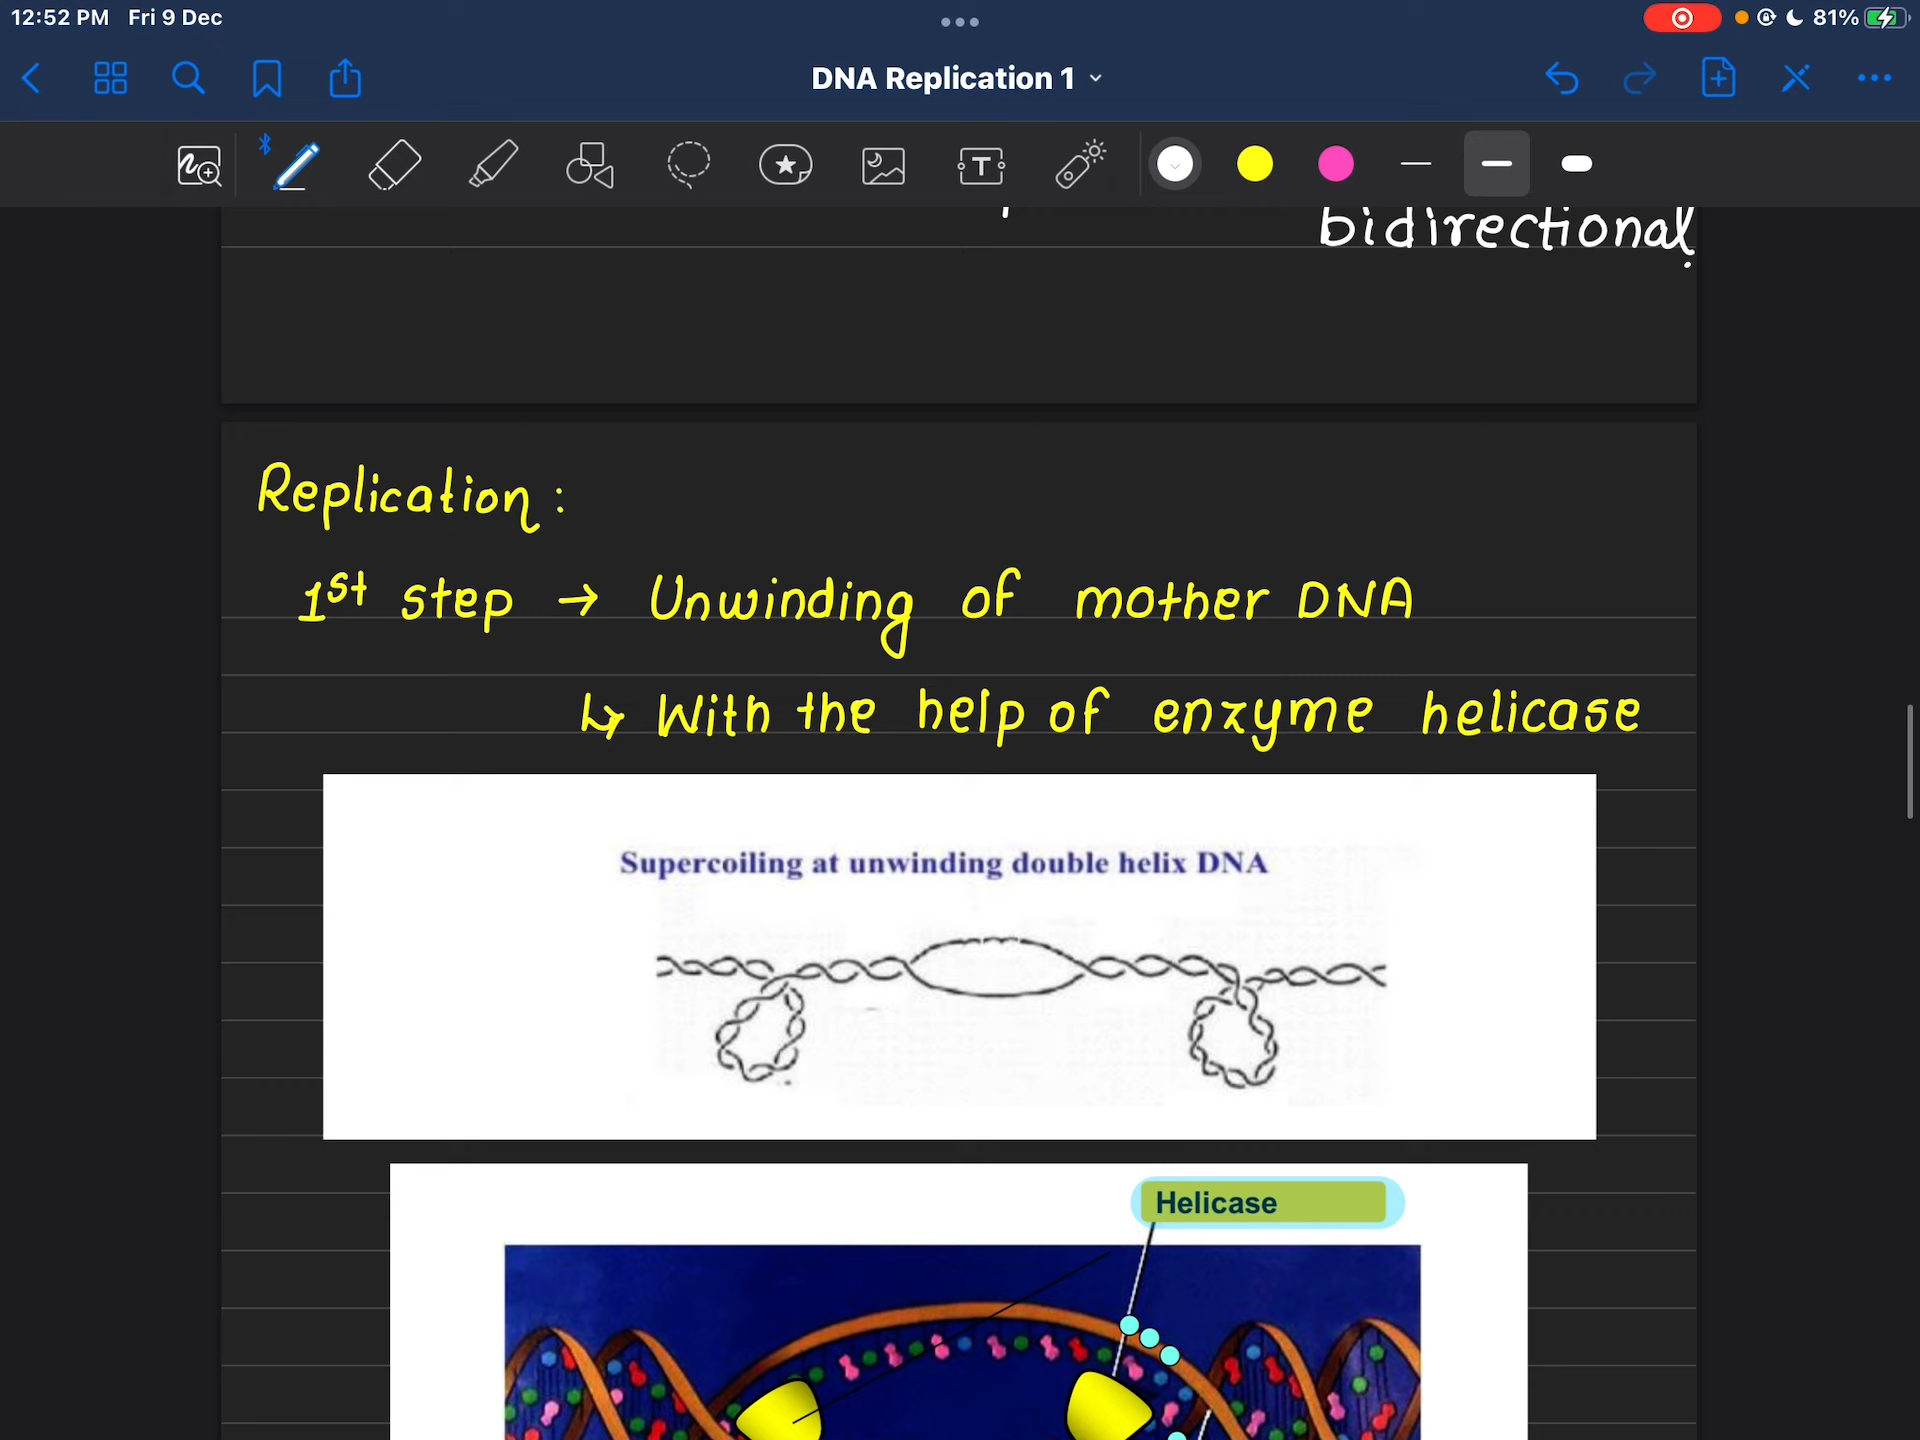 12:52 PM Fri 9 Dec
81%
DNA Replication 1
T
bidirectional.
Replication :
1st step → Unwinding of mother DNA
↳ With the help of enzyme helicase
Supercoiling at unwinding double helix DNA
Helicase